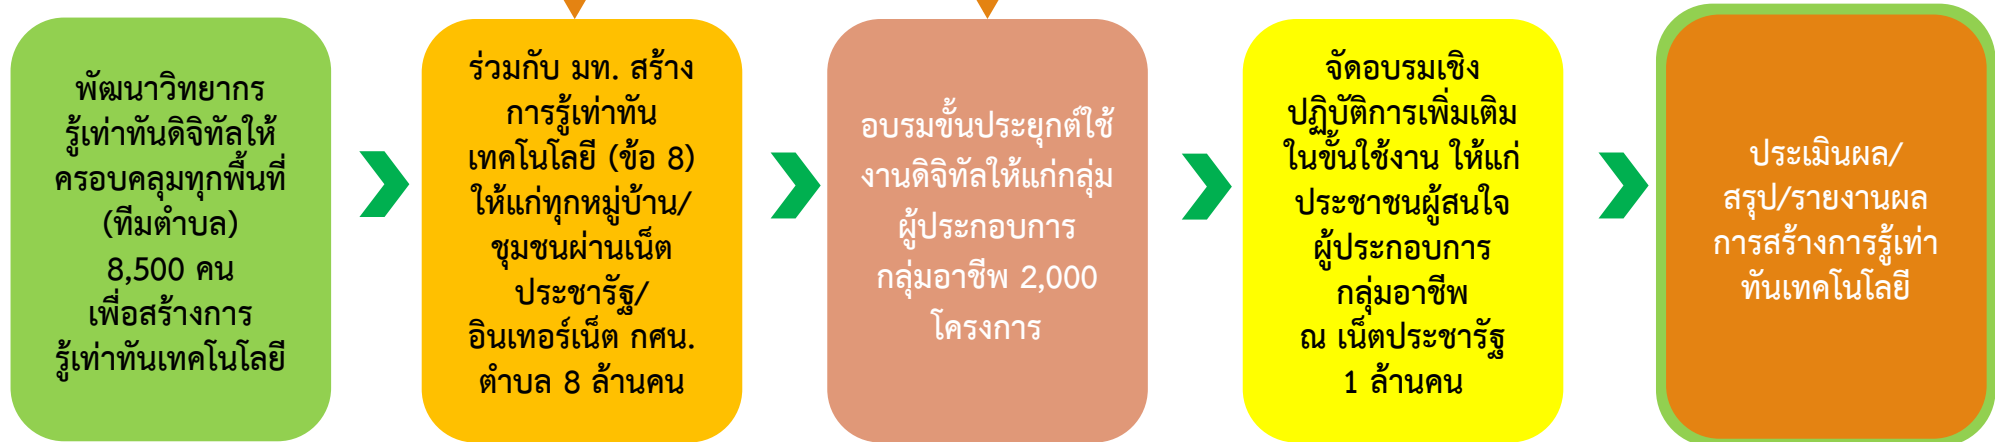 พัฒนาวิทยากร
รู้เท่าทันดิจิทัลให้
ครอบคลุมทุกพื้นที่
(ทีมตำบล)
8,500 คน
เพื่อสร้างการ
รู้เท่าทันเทคโนโลยี
ร่วมกับ มท. สร้าง
การรู้เท่าทัน
เทคโนโลยี (ข้อ 8)
ให้แก่ทุกหมู่บ้าน/
ชุมชนผ่านเน็ต
ประชารัฐ/
อินเทอร์เน็ต กศน.
ตำบล 8 ล้านคน
อบรมขั้นประยุกต์ใช้
งานดิจิทัลให้แก่กลุ่ม
ผู้ประกอบการ
กลุ่มอาชีพ 2,000
โครงการ
จัดอบรมเชิง
ปฏิบัติการเพิ่มเติม
ในขั้นใช้งาน ให้แก่
ประชาชนผู้สนใจ
ผู้ประกอบการ
กลุ่มอาชีพ
ณ เน็ตประชารัฐ
1 ล้านคน
ประเมินผล/
สรุป/รายงานผล
การสร้างการรู้เท่า
ทันเทคโนโลยี